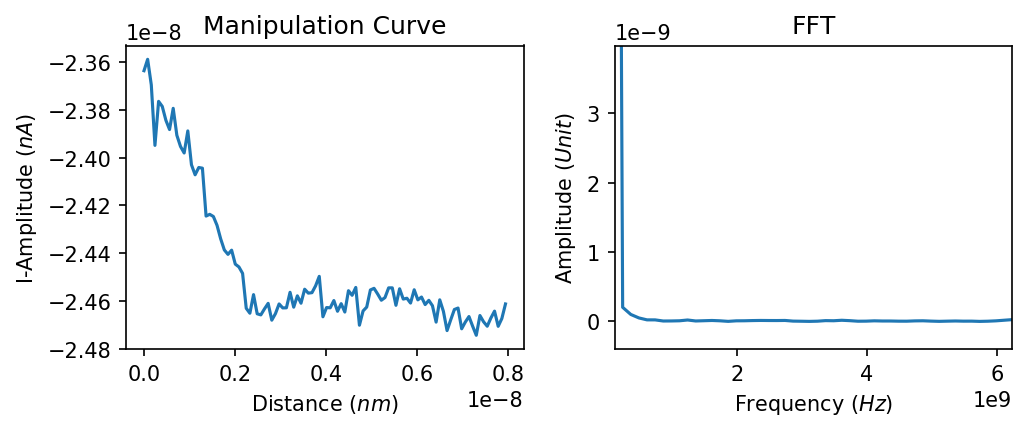 Manipulation Curve
1e−8
I-Amplitude (nA)
−2.36
−2.38
−2.40
−2.42
−2.44
−2.46
−2.48
0.0 0.2 0.4 0.6 0.8
1e−8
Distance (nm)
FFT
1e−9
Amplitude (Unit)
3
2
1
0
2 4 6
1e9
Frequency (Hz)